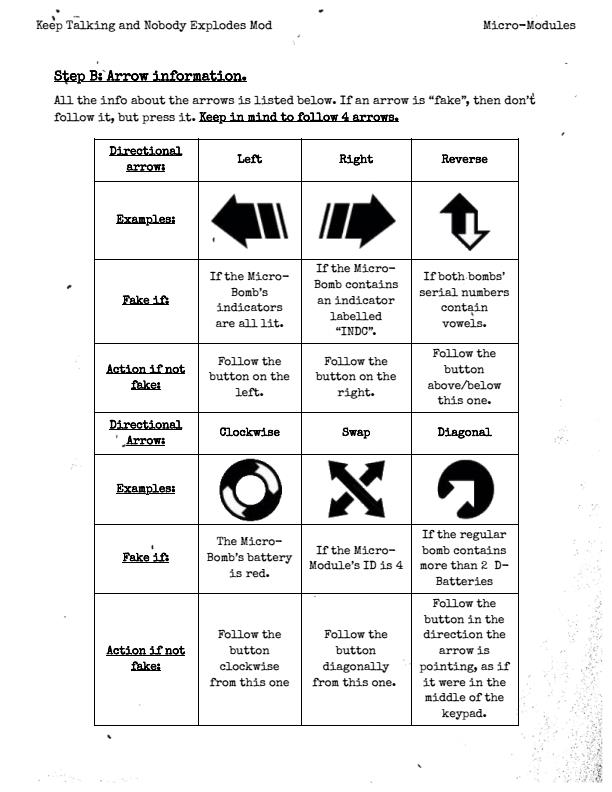 Keep Talking and Nobody Explodes Mod
Micro-Modules
Step B: Arrow information.
All the info about the arrows is listed below. If an arrow is “fake”, then don’t
follow it, but press it. Keep in mind to follow 4 arrows.
Directional
arrow:
Left
Right
Reverse
Examples:
Fake if:
If the Micro-
Bomb’s
indicators
are all lit.
If the Micro-
Bomb contains
an indicator
labelled
“INDC”.
If both bombs’
serial numbers
contain
vowels.
Action if not
fake:
Follow the
button on the
left.
Follow the
button on the
right.
Follow the
button
above/below
this one.
Directional
Arrow:
Clockwise
Swap
Diagonal
Examples:
Fake if:
The Micro-
Bomb’s battery
is red.
If the Micro-
Module’s ID is 4
If the regular
bomb contains
more than 2 D-
Batteries
Action if not
fake:
Follow the
button
clockwise
from this one
Follow the
button
diagonally
from this one.
Follow the
button in the
direction the
arrow is
pointing, as if
it were in the
middle of the
keypad.